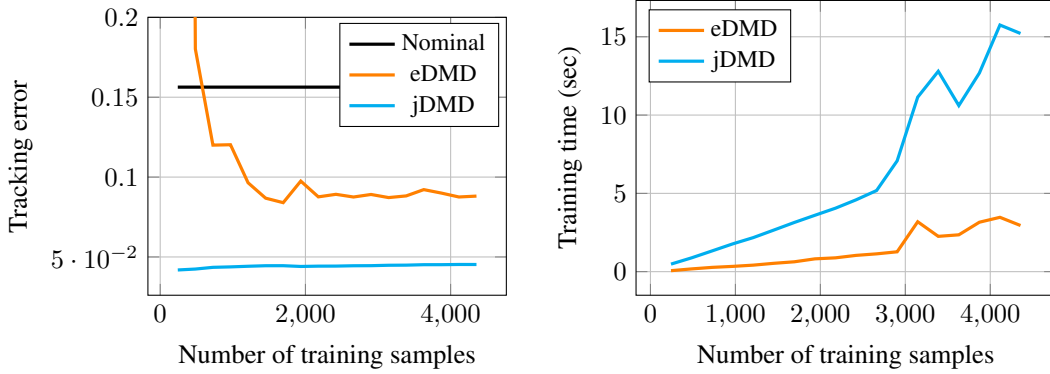 0.2
0.15
0.1
5 · 10⁻²
Tracking error
0
2,000
4,000
Number of training samples
Nominal
eDMD
jDMD
15
10
5
0
Training time (sec)
0
1,000
2,000
3,000
4,000
Number of training samples
eDMD
jDMD